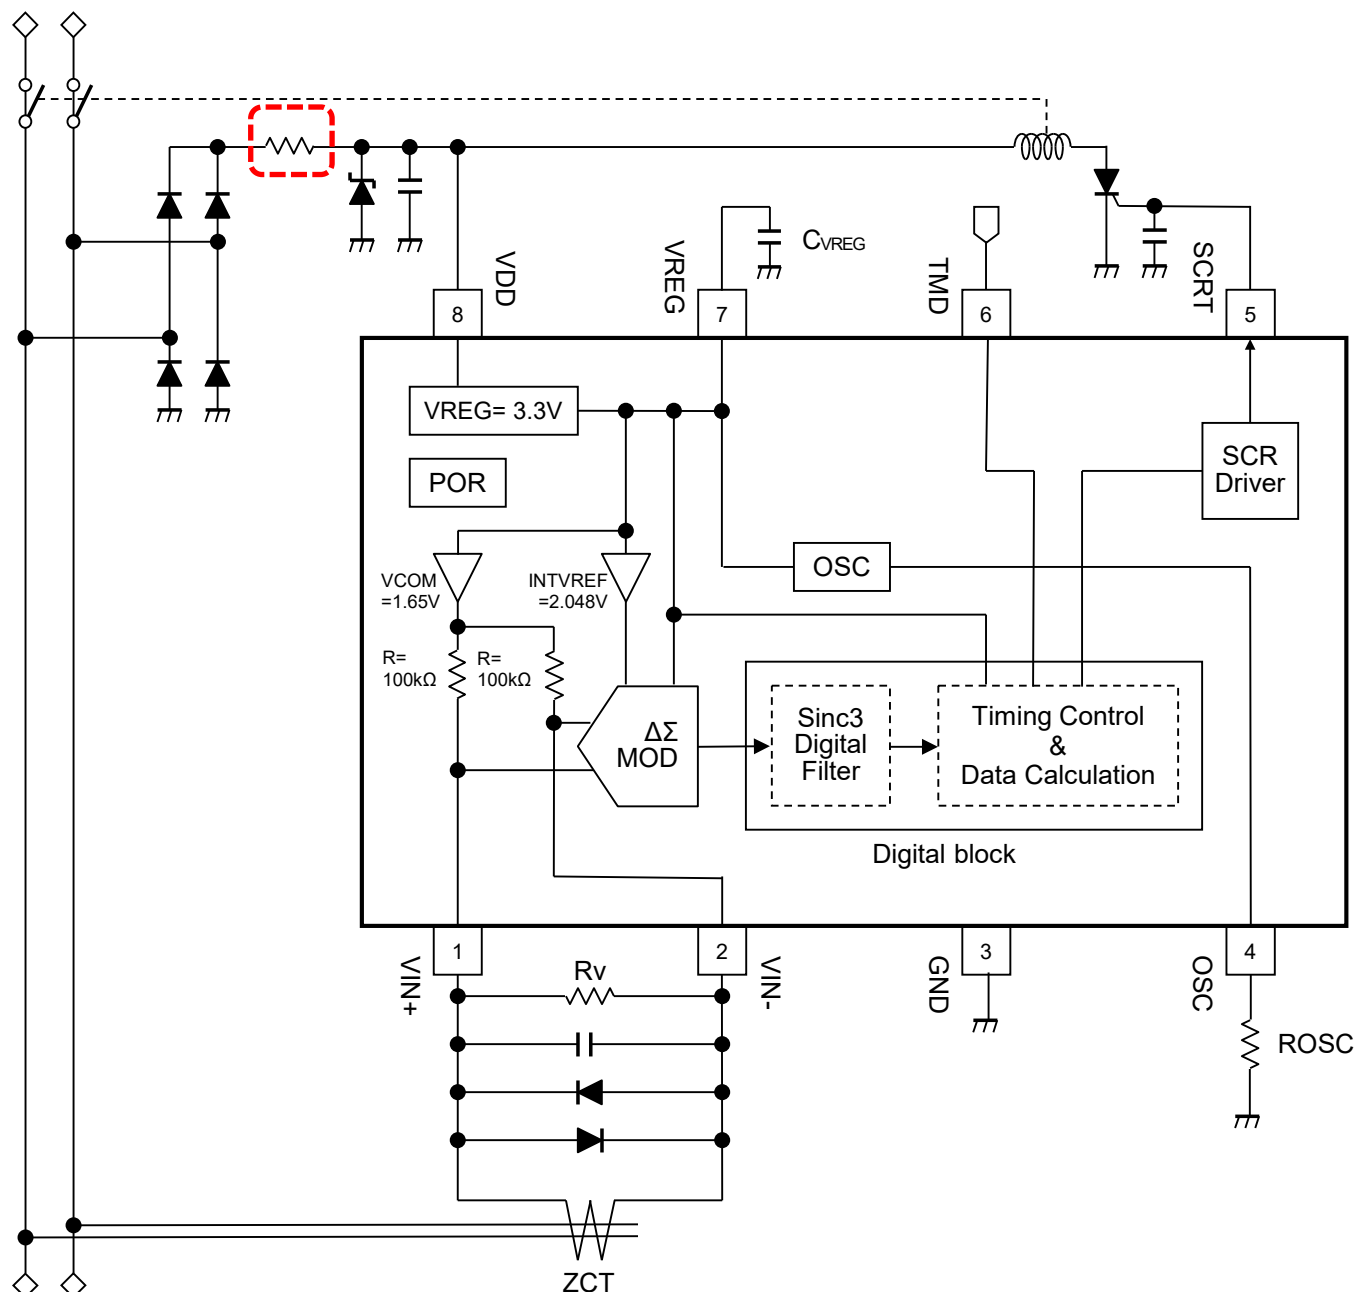 VDD
VREG
CVREG
TMD
SCRT
8
7
6
5
VREG= 3.3V
POR
SCR
Driver
OSC
VCOM
=1.65V
INTVREF
=2.048V
R=
100kΩ
R=
100kΩ
ΔΣ
MOD
Sinc3
Digital
Filter
Timing Control
&
Data Calculation
Digital block
1
2
3
4
VIN+
Rv
VIN-
GND
OSC
ROSC
ZCT